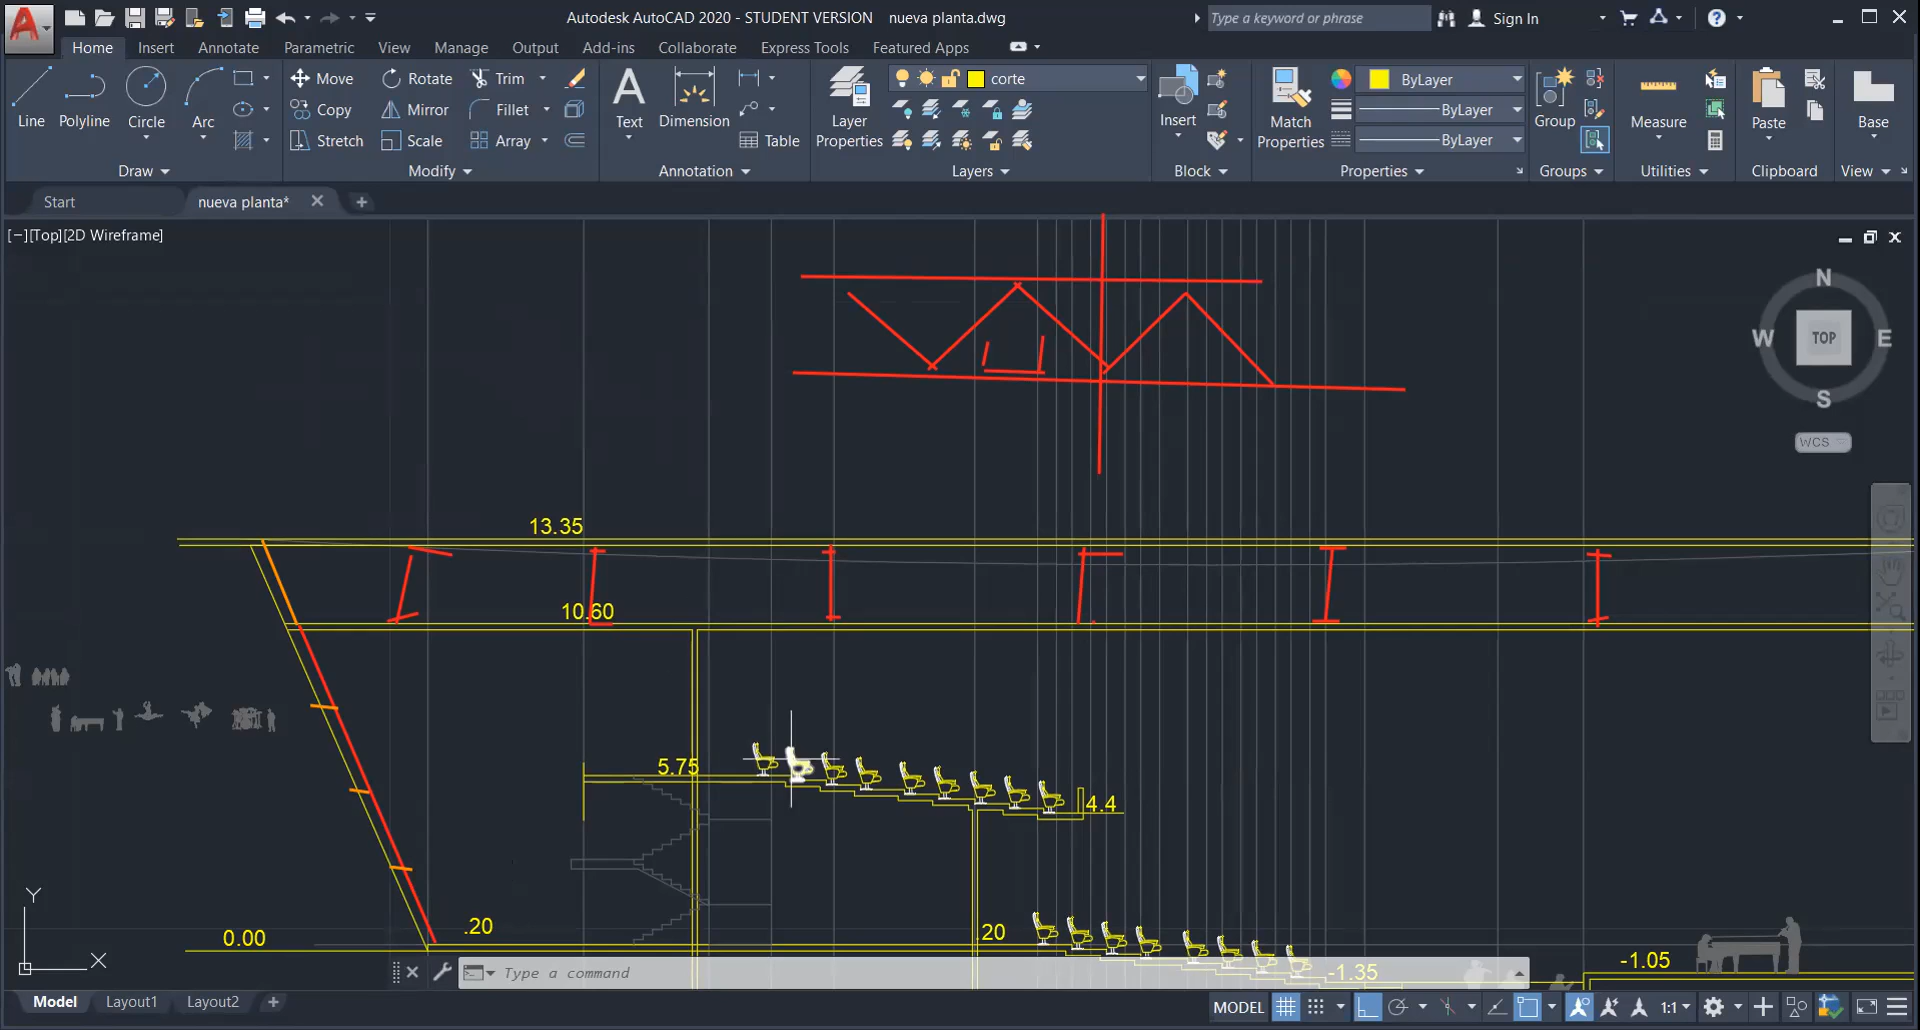 Autodesk AutoCAD 2020 - STUDENT VERSION nueva planta.dwg
Type a keyword or phrase
Sign In
Home Insert Annotate Parametric View Manage Output Add-ins Collaborate Express Tools Featured Apps
Line Polyline Circle Arc
Move Rotate Trim
Copy Mirror Fillet
Stretch Scale Array
Text Dimension Table
Layer Properties
corte
Insert
Match Properties
ByLayer
ByLayer
ByLayer
Group
Measure
Paste
Base
Draw Modify Annotation Layers Block Properties Groups Utilities Clipboard View
Start nueva planta*
[−][Top][2D Wireframe]
N
W TOP E
S
WCS
13.35
10.60
5.75
4.4
.20
.20
0.00
-1.35
-1.05
Y
X
Type a command
Model Layout1 Layout2
MODEL 1:1